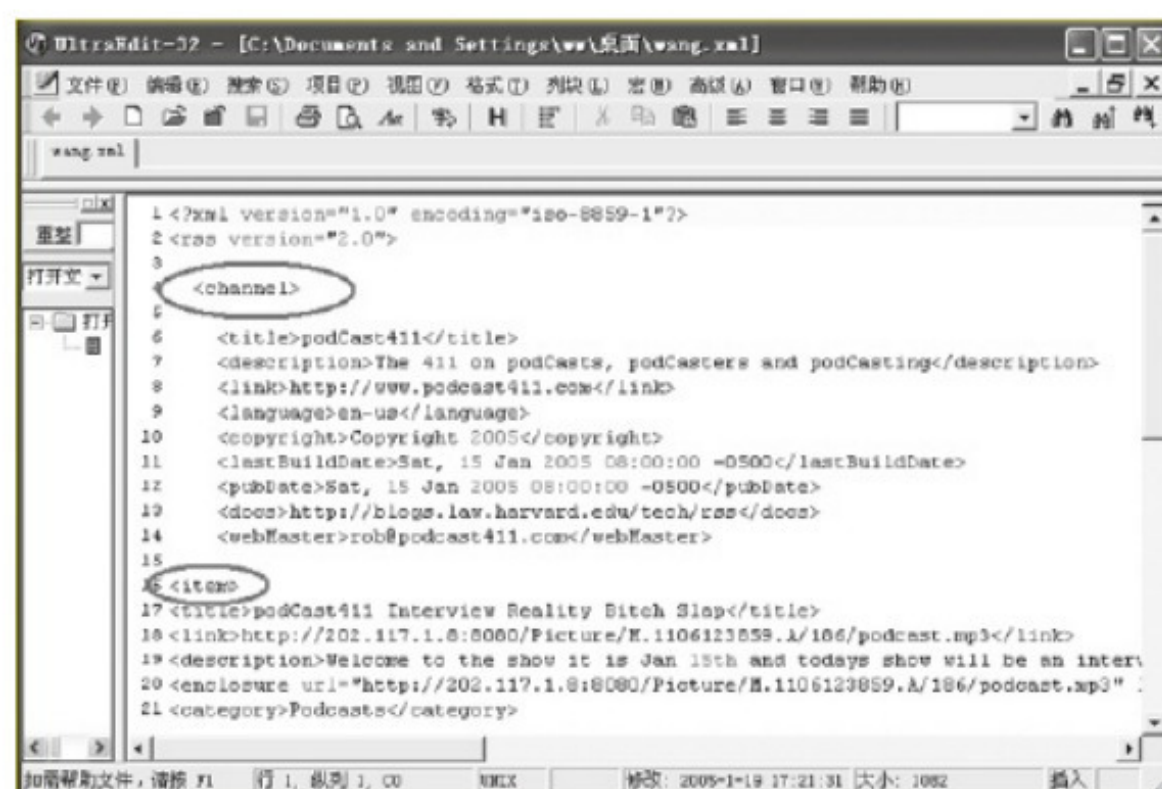 UltraEdit-32 - [C:\Documents and Settings\ww\桌面\wang.xml]
文件(F) 编辑(E) 搜索(S) 项目(P) 视图(V) 格式(T) 列块(L) 宏(M) 高级(A) 窗口(W) 帮助(H)
wang.xml
重整
打开文
打开
1 <?xml version="1.0" encoding="iso-8859-1"?>
2 <rss version="2.0">
3
4 <channel>
5
6 <title>podCast411</title>
7 <description>The 411 on podCasts, podCasters and podCasting</description>
8 <link>http://www.podcast411.com</link>
9 <language>en-us</language>
10 <copyright>Copyright 2005</copyright>
11 <lastBuildDate>Sat, 15 Jan 2005 08:00:00 -0500</lastBuildDate>
12 <pubDate>Sat, 15 Jan 2005 08:00:00 -0500</pubDate>
13 <docs>http://blogs.law.harvard.edu/tech/rss</docs>
14 <webMaster>rob@podcast411.com</webMaster>
15
16 <item>
17 <title>podCast411 Interview Reality Bitch Slap</title>
18 <link>http://202.117.1.8:8080/Picture/M.1106123859.A/186/podcast.mp3</link>
19 <description>Welcome to the show it is Jan 15th and todays show will be an interv
20 <enclosure url="http://202.117.1.8:8080/Picture/M.1106123859.A/186/podcast.mp3"
21 <category>Podcasts</category>
如需帮助文件，请按 F1 行 1, 纵列 1, C0 UNIX 修改: 2005-1-19 17:21:31 大小: 1082 插入